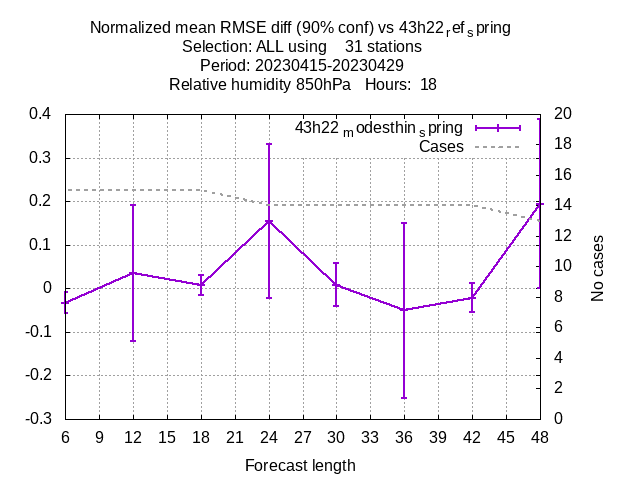 Normalized mean RMSE diff (90% conf) vs 43h22refspring
Selection: ALL using 31 stations
Period: 20230415-20230429
Relative humidity 850hPa Hours: 18
43h22modesthinspring
Cases
0.4
0.3
0.2
0.1
0
-0.1
-0.2
-0.3
20
18
16
14
12
10
8
6
4
2
0
No cases
6 9 12 15 18 21 24 27 30 33 36 39 42 45 48
Forecast length